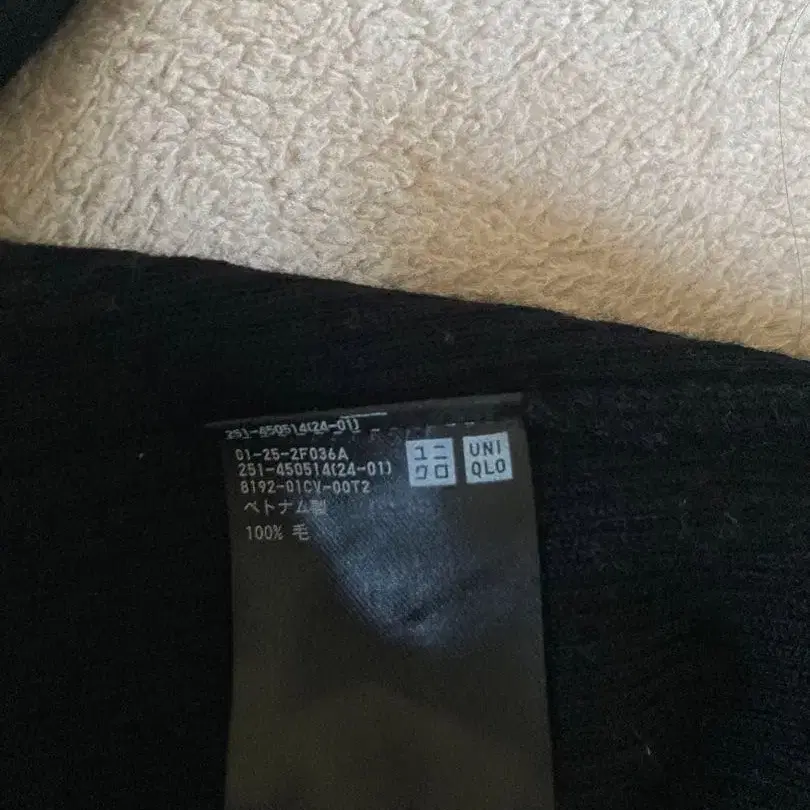 251-450514(24-01)
01-25-2F036A
251-450514(24-01)
8192-01CV-00T2
ベトナム製
100% 毛
ユニ
クロ
UNI
QLO